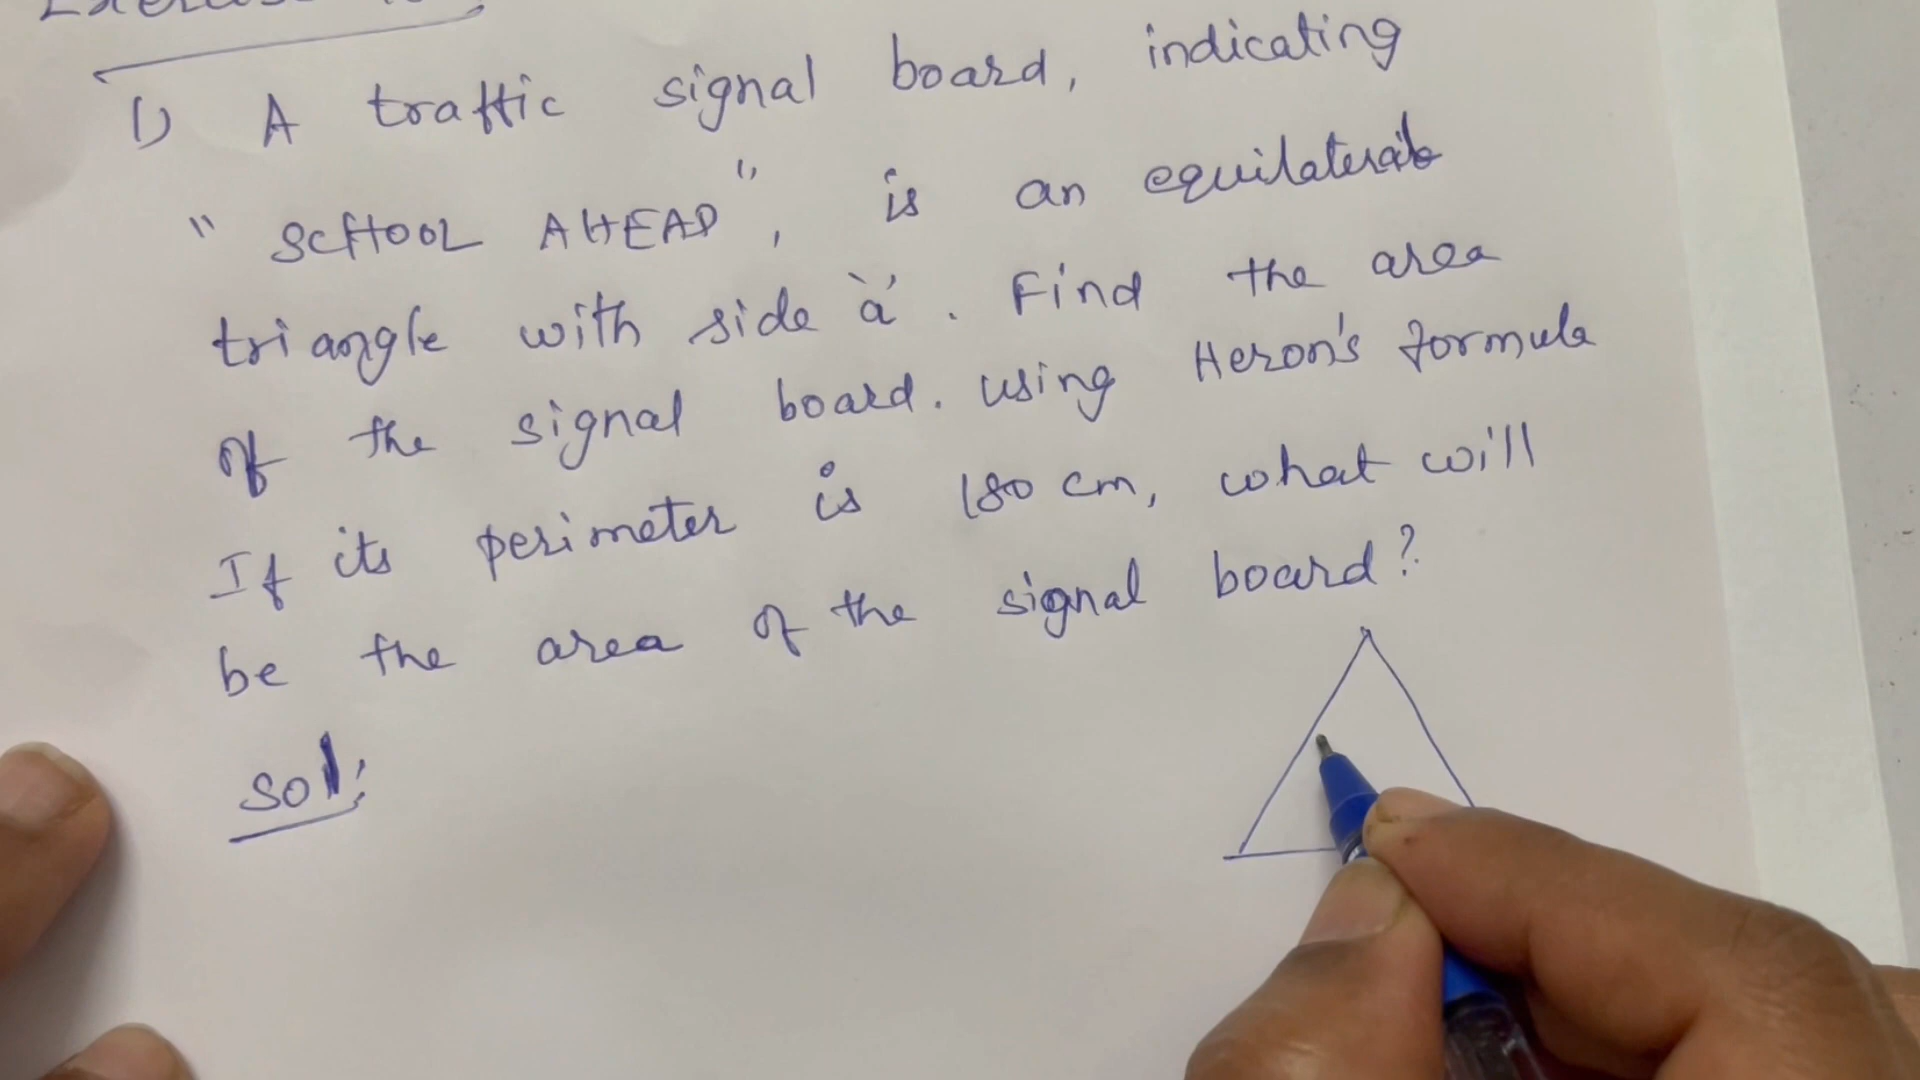 1) A traffic signal board, indicating
" SCHOOL AHEAD", is an equilateral
triangle with side 'a'. Find the area
of the signal board. using Heron's formula
If its perimeter is 180 cm, what will
be the area of the signal board?
Sol: